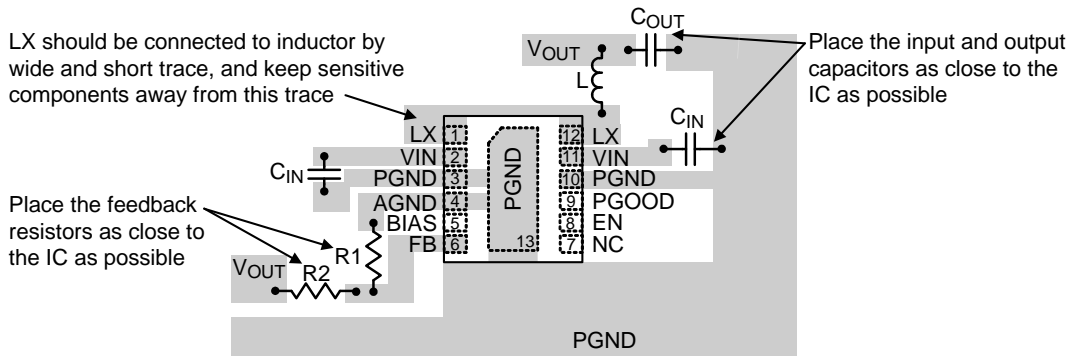 LX should be connected to inductor by
wide and short trace, and keep sensitive
components away from this trace
COUT
VOUT
L
Place the input and output
capacitors as close to the
IC as possible
CIN
LX 1
VIN 2
PGND 3
AGND 4
BIAS 5
FB 6
PGND
13
12 LX
11 VIN
10 PGND
9 PGOOD
8 EN
7 NC
CIN
Place the feedback
resistors as close to
the IC as possible
R1
VOUT
R2
PGND